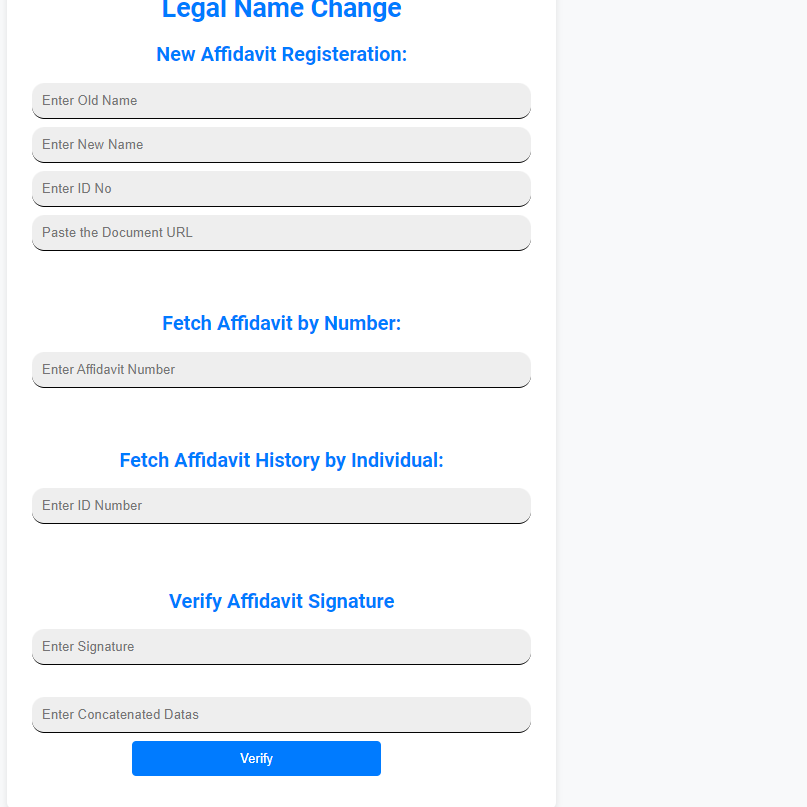 Legal Name Change
New Affidavit Registeration:
Enter Old Name
Enter New Name
Enter ID No
Paste the Document URL
Fetch Affidavit by Number:
Enter Affidavit Number
Fetch Affidavit History by Individual:
Enter ID Number
Verify Affidavit Signature
Enter Signature
Enter Concatenated Datas
Verify